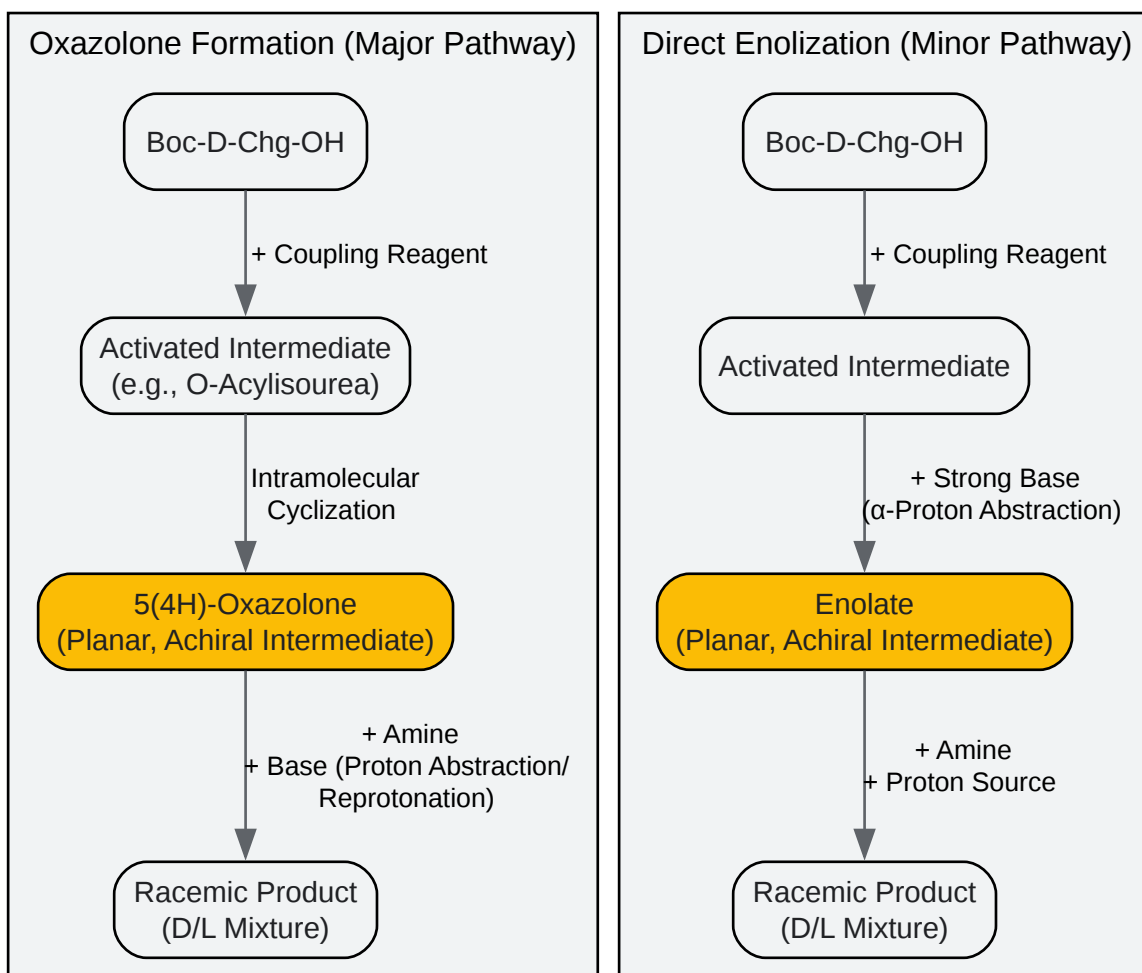 Oxazolone Formation (Major Pathway)
Boc-D-Chg-OH
+ Coupling Reagent
Activated Intermediate
(e.g., O-Acylisourea)
Intramolecular
Cyclization
5(4H)-Oxazolone
(Planar, Achiral Intermediate)
+ Amine
+ Base (Proton Abstraction/
Reprotonation)
Racemic Product
(D/L Mixture)
Direct Enolization (Minor Pathway)
Boc-D-Chg-OH
+ Coupling Reagent
Activated Intermediate
+ Strong Base
(α-Proton Abstraction)
Enolate
(Planar, Achiral Intermediate)
+ Amine
+ Proton Source
Racemic Product
(D/L Mixture)